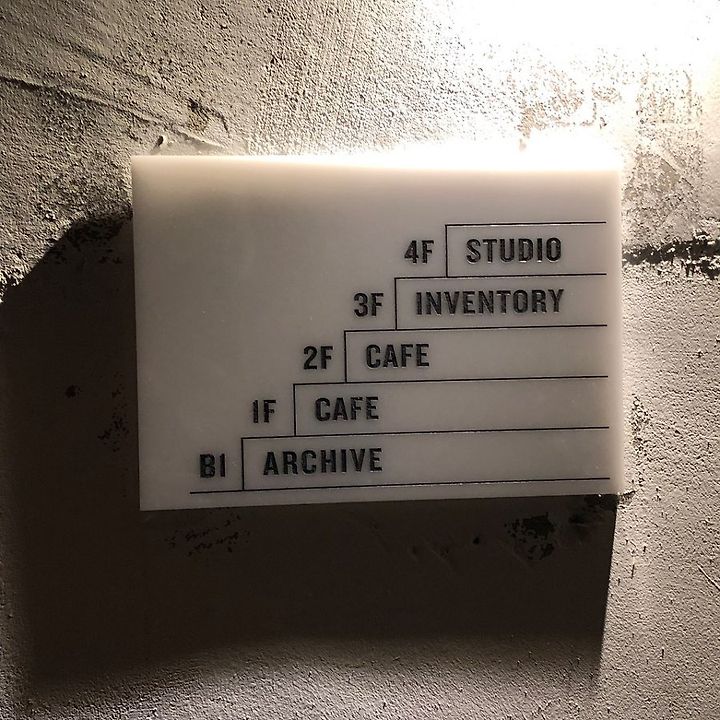 4F STUDIO
3F INVENTORY
2F CAFE
1F CAFE
B1 ARCHIVE